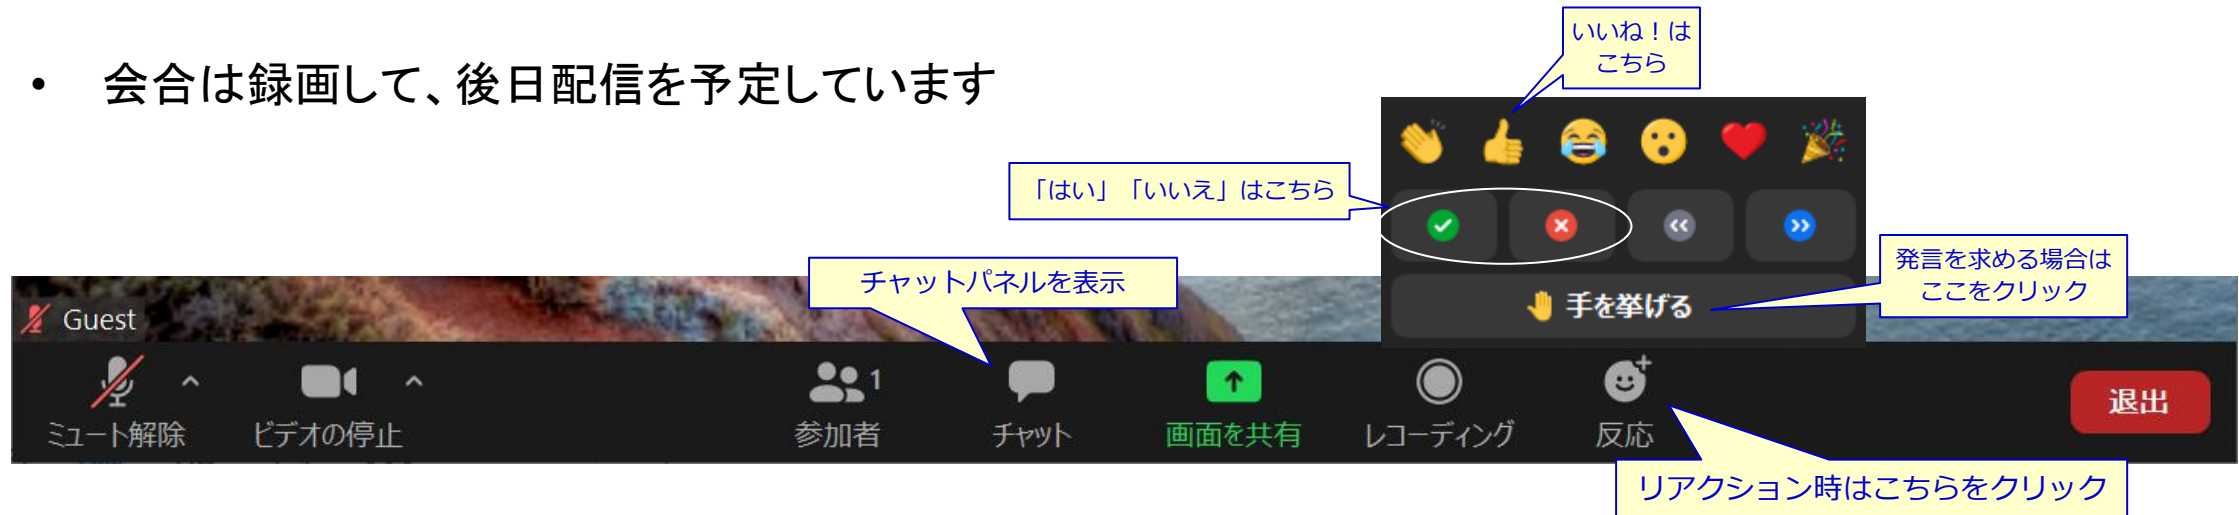 • 会合は録画して、後日配信を予定しています
いいね！は
こちら
「はい」「いいえ」はこちら
チャットパネルを表示
発言を求める場合は
ここをクリック
手を挙げる
Guest
1
ミュート解除
ビデオの停止
参加者
チャット
画面を共有
レコーディング
反応
退出
リアクション時はこちらをクリック